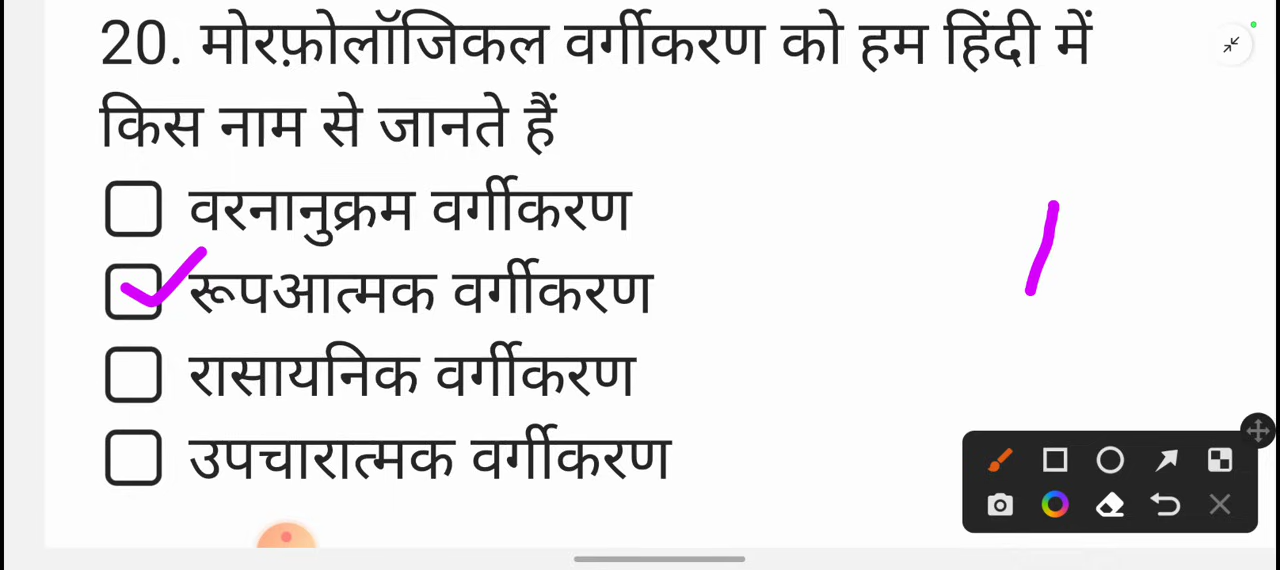 20. मोरफ़ोलॉजिकल वर्गीकरण को हम हिंदी में
किस नाम से जानते हैं
वरनानुक्रम वर्गीकरण
रूपआत्मक वर्गीकरण
रासायनिक वर्गीकरण
उपचारात्मक वर्गीकरण